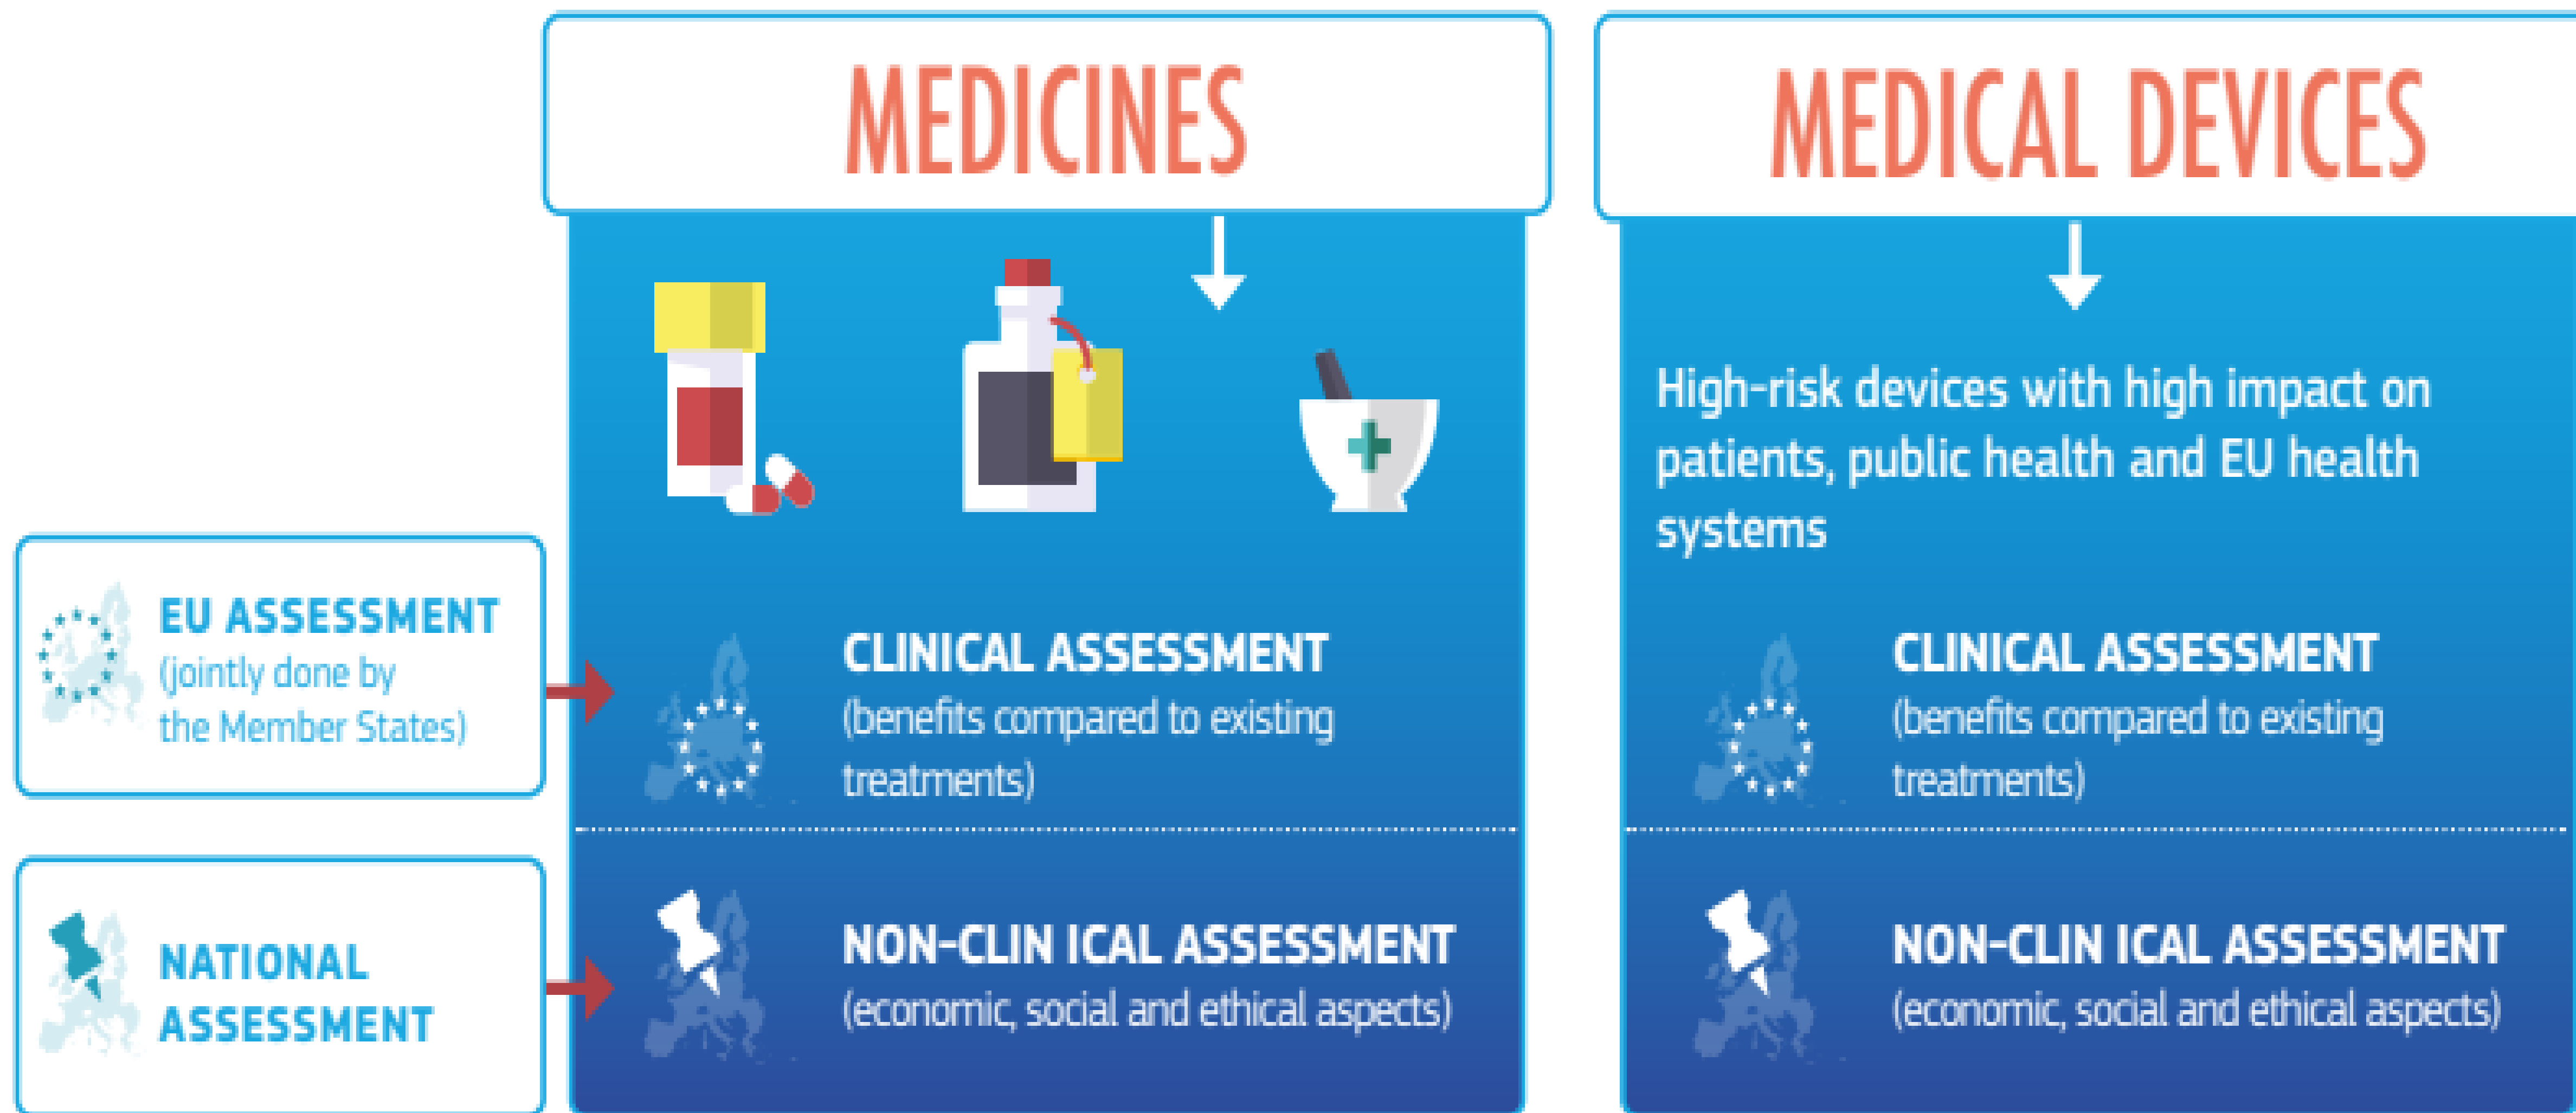 MEDICINES
MEDICAL DEVICES
High-risk devices with high impact on
patients, public health and EU health
systems
EU ASSESSMENT
(jointly done by
the Member States)
CLINICAL ASSESSMENT
(benefits compared to existing
treatments)
CLINICAL ASSESSMENT
(benefits compared to existing
treatments)
NATIONAL
ASSESSMENT
NON-CLIN ICAL ASSESSMENT
(economic, social and ethical aspects)
NON-CLIN ICAL ASSESSMENT
(economic, social and ethical aspects)